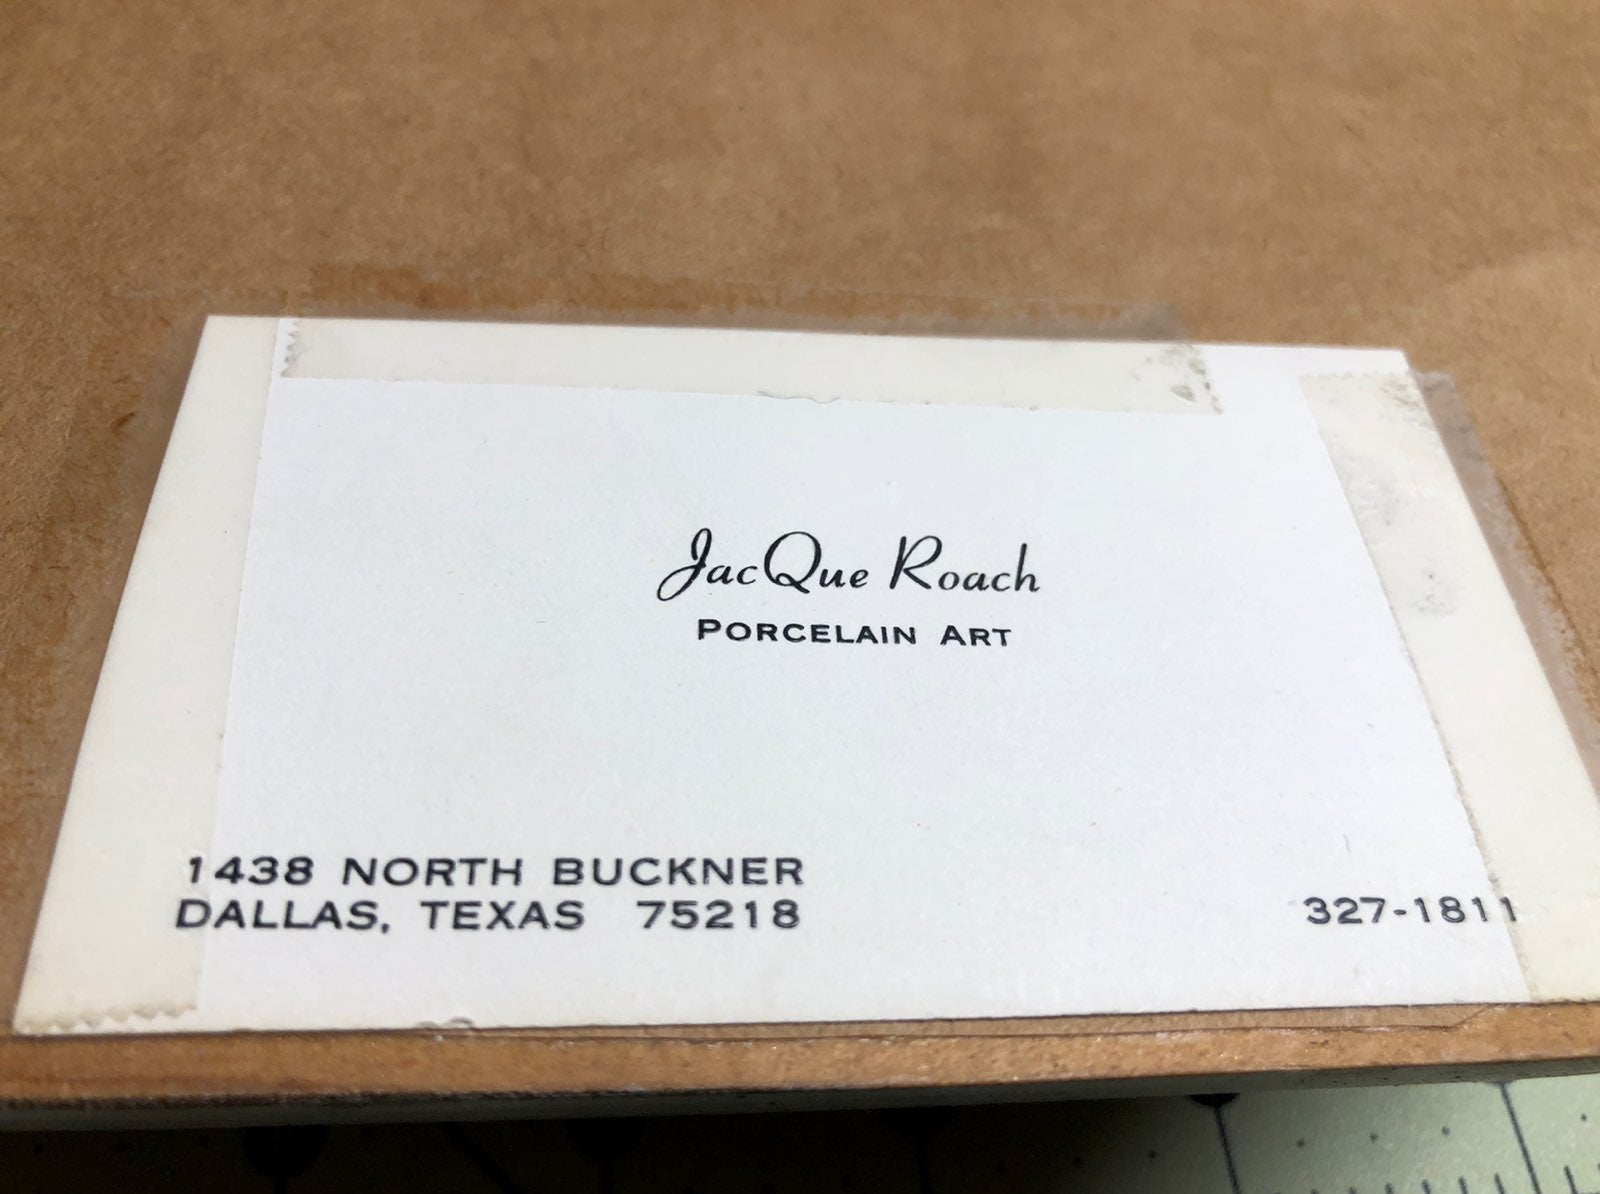 JacQue Roach
PORCELAIN ART
1438 NORTH BUCKNER
DALLAS, TEXAS 75218
327-1811